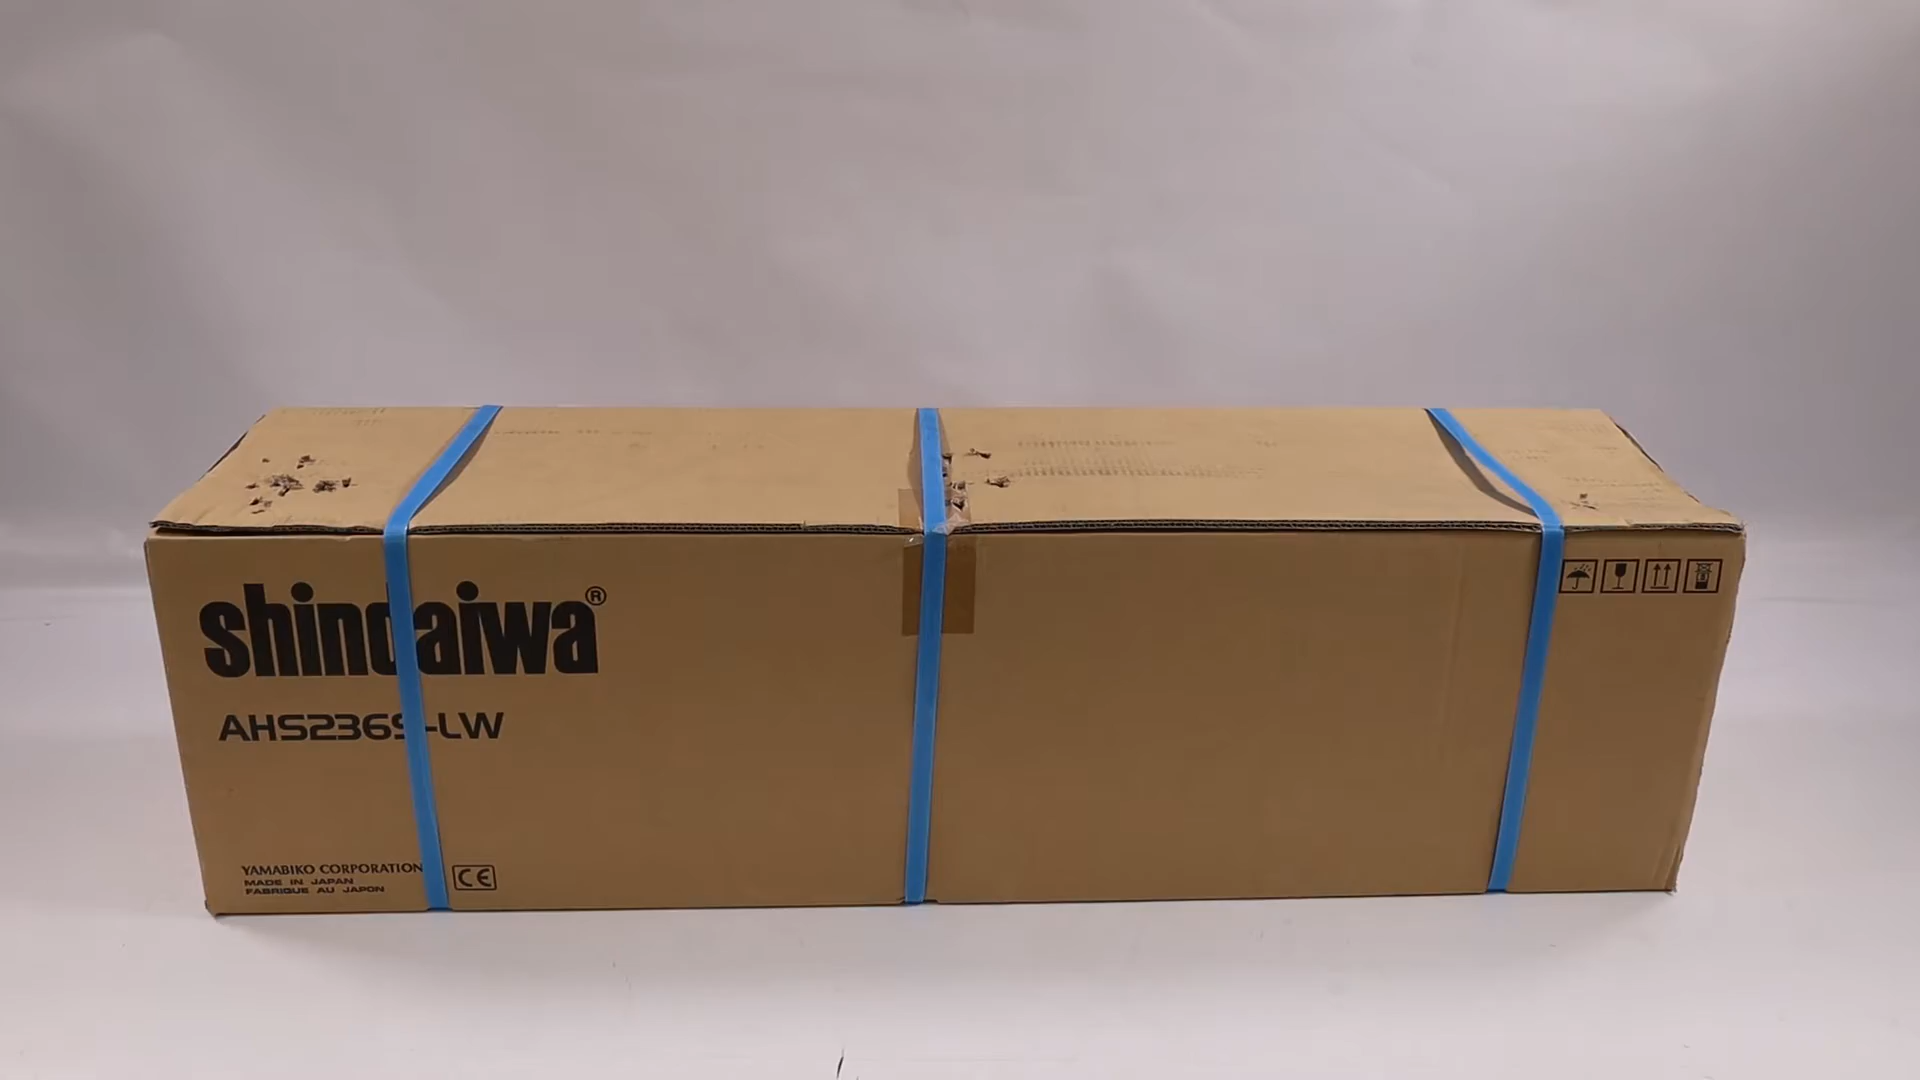 shindaiwa®
AHS236S-LW
YAMABIKO CORPORATION
MADE IN JAPAN
FABRIQUE AU JAPON
CE